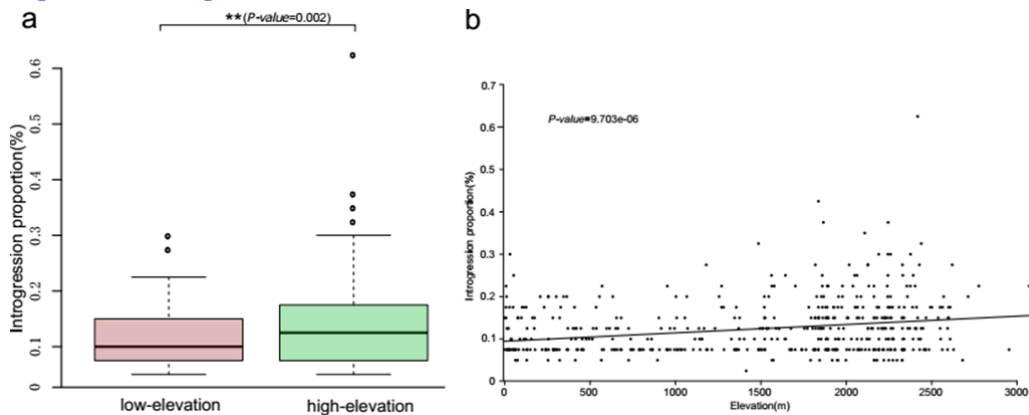 a
**(P-value=0.002)
Introgression proportion(%)
0.6
0.5
0.4
0.3
0.2
0.1
0
low-elevation
high-elevation
b
P-value=9.703e-06
Introgression proportion(%)
0.7
0.6
0.5
0.4
0.3
0.2
0.1
0
0
500
1000
1500
2000
2500
3000
Elevation(m)